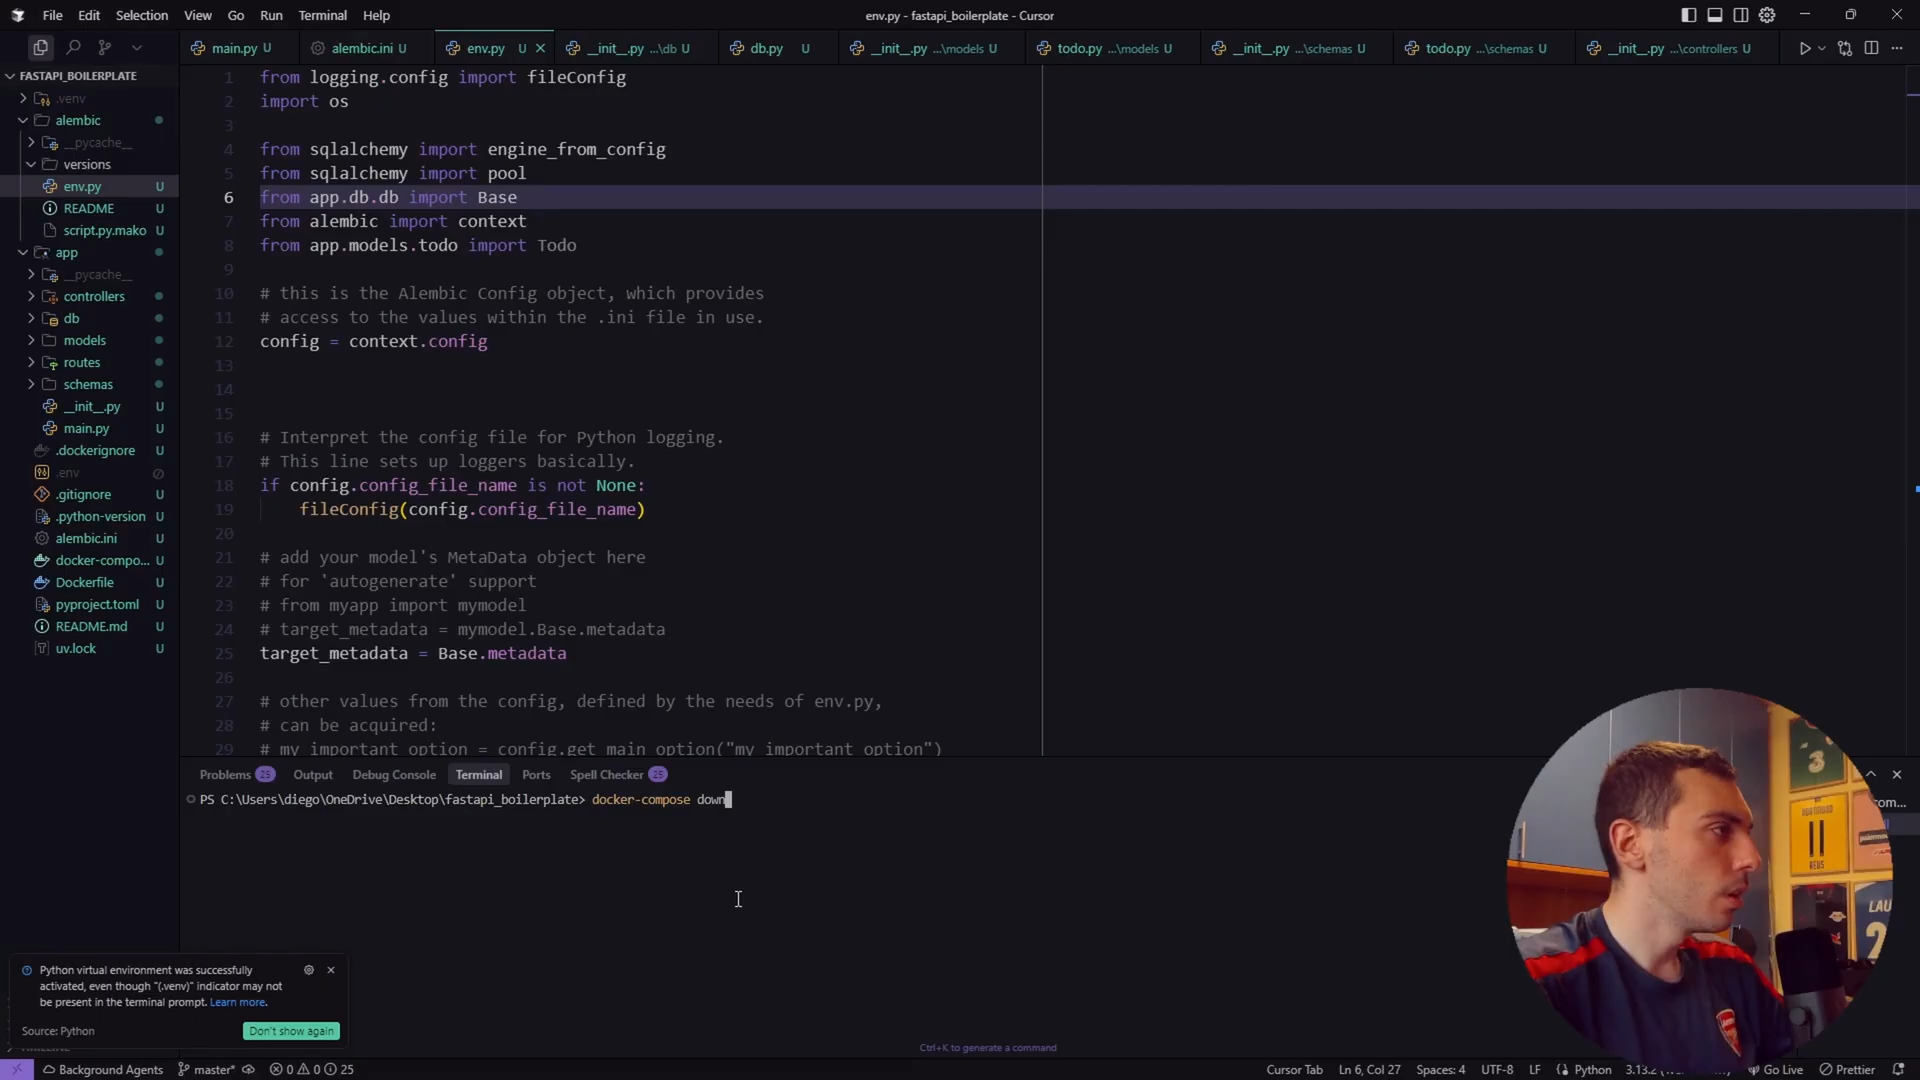 File Edit Selection View Go Run Terminal Help
env.py - fastapi_boilerplate - Cursor
main.py U
alembic.ini U
env.py U
__init__.py ...\db U
db.py U
__init__.py ...\models U
todo.py ...\models U
__init__.py ...\schemas U
todo.py ...\schemas U
__init__.py ...\controllers U
FASTAPI_BOILERPLATE
.venv
alembic
__pycache__
versions
env.py U
README U
script.py.mako U
app
__pycache__
controllers
db
models
routes
schemas
__init__.py U
main.py U
.dockerignore U
.env
.gitignore U
.python-version U
alembic.ini U
docker-compo... U
Dockerfile U
pyproject.toml U
README.md U
uv.lock U
1 from logging.config import fileConfig
2 import os
3
4 from sqlalchemy import engine_from_config
5 from sqlalchemy import pool
6 from app.db.db import Base
7 from alembic import context
8 from app.models.todo import Todo
9
10 # this is the Alembic Config object, which provides
11 # access to the values within the .ini file in use.
12 config = context.config
13
14
15
16 # Interpret the config file for Python logging.
17 # This line sets up loggers basically.
18 if config.config_file_name is not None:
19 fileConfig(config.config_file_name)
20
21 # add your model's MetaData object here
22 # for 'autogenerate' support
23 # from myapp import mymodel
24 # target_metadata = mymodel.Base.metadata
25 target_metadata = Base.metadata
26
27 # other values from the config, defined by the needs of env.py,
28 # can be acquired:
29 # my_important_option = config.get_main_option("my_important_option")
Problems 25 Output Debug Console Terminal Ports Spell Checker 25
PS C:\Users\diego\OneDrive\Desktop\fastapi_boilerplate> docker-compose down
com...
Python virtual environment was successfully
activated, even though "(.venv)" indicator may not
be present in the terminal prompt. Learn more.
Source: Python
Don't show again
3
11
REUS
LAU
2
Ctrl+K to generate a command
Background Agents master* 0 0 25
Cursor Tab Ln 6, Col 27 Spaces: 4 UTF-8 LF Python 3.13.2 Go Live Prettier